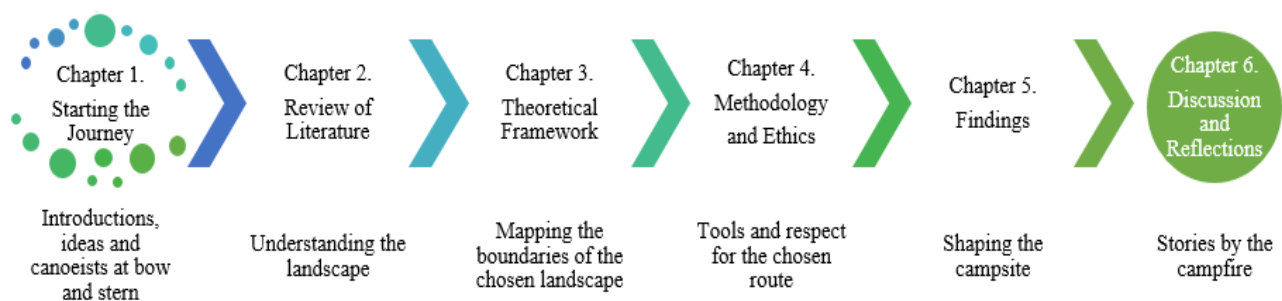 Chapter 1.
Starting the
Journey
Chapter 2.
Review of
Literature
Chapter 3.
Theoretical
Framework
Chapter 4.
Methodology
and Ethics
Chapter 5.
Findings
Chapter 6.
Discussion
and
Reflections
Introductions,
ideas and
canoeists at bow
and stern
Understanding the
landscape
Mapping the
boundaries of the
chosen landscape
Tools and respect
for the chosen
route
Shaping the
campsite
Stories by the
campfire